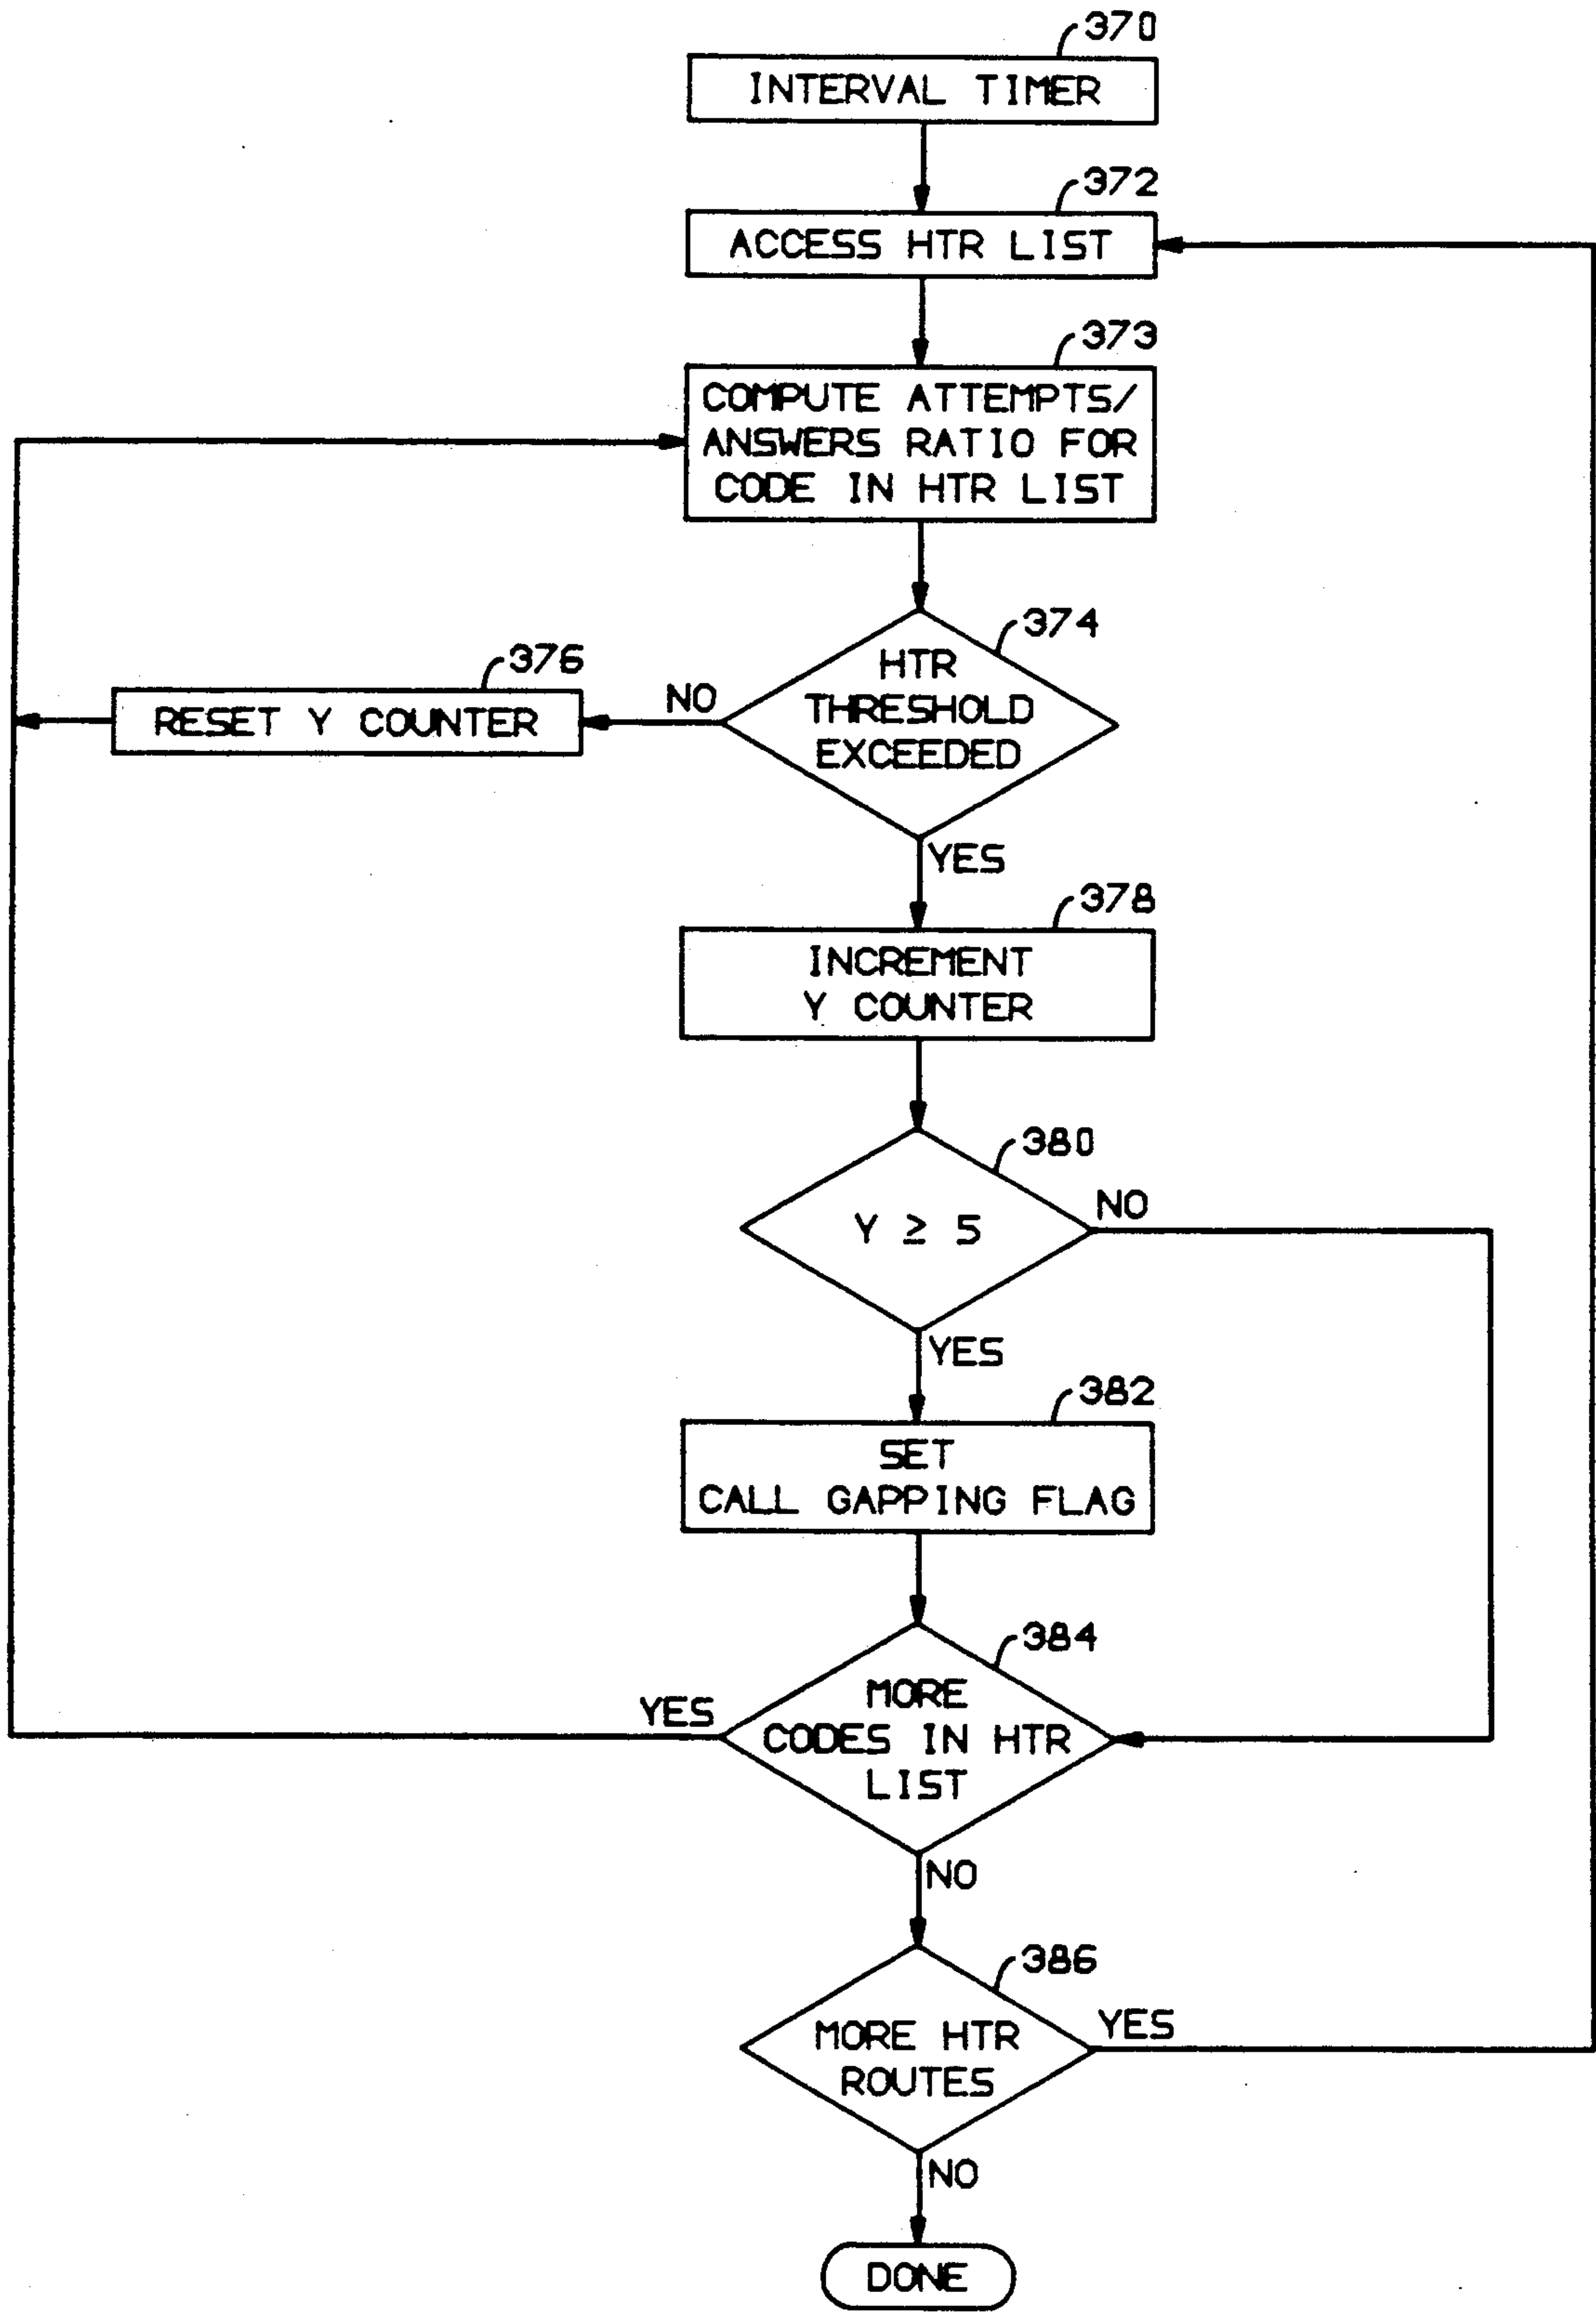 370
INTERVAL TIMER
372
ACCESS HTR LIST
373
COMPUTE ATTEMPTS/
ANSWERS RATIO FOR
CODE IN HTR LIST
374
HTR
THRESHOLD
EXCEEDED
NO
376
RESET Y COUNTER
YES
378
INCREMENT
Y COUNTER
380
Y ≥ 5
NO
YES
382
SET
CALL GAPPING FLAG
384
MORE
CODES IN HTR
LIST
YES
NO
386
MORE HTR
ROUTES
YES
NO
DONE